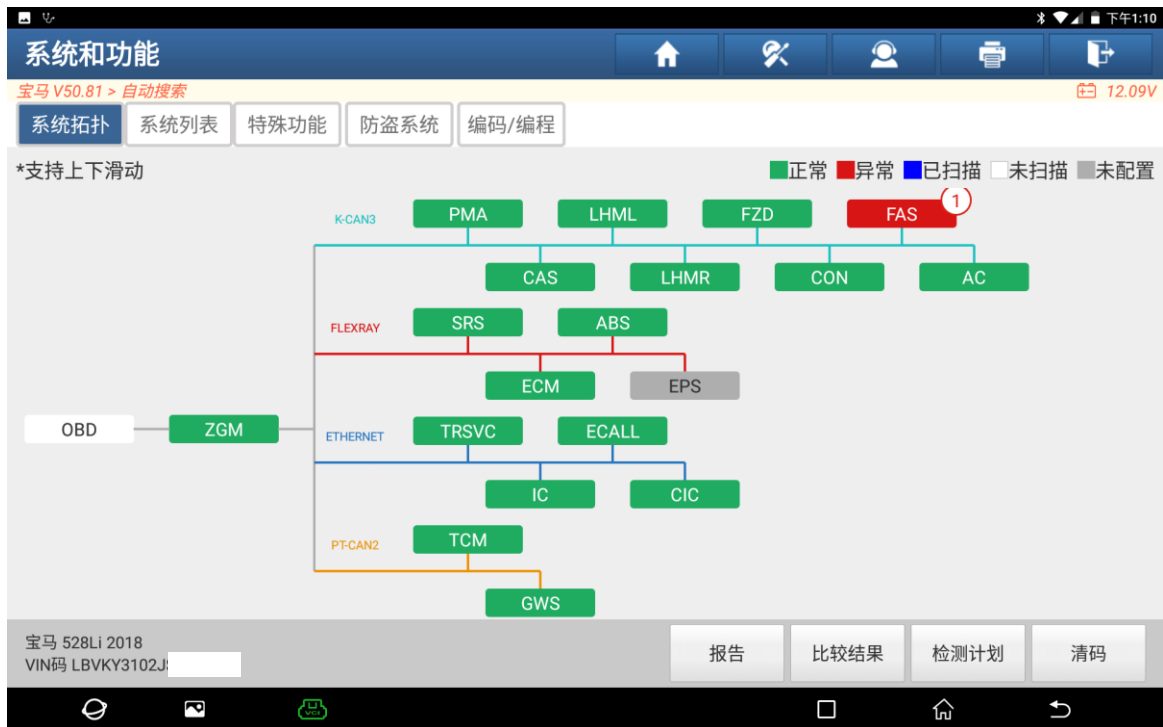 下午1:10
系统和功能
宝马 V50.81 > 自动搜索
12.09V
系统拓扑 系统列表 特殊功能 防盗系统 编码/编程
*支持上下滑动
正常 异常 已扫描 未扫描 未配置
1
K-CAN3 PMA LHML FZD FAS
CAS LHMR CON AC
FLEXRAY SRS ABS
ECM EPS
OBD ZGM
ETHERNET TRSVC ECALL
IC CIC
PT-CAN2 TCM
GWS
宝马 528Li 2018
VIN码 LBVKY3102J
报告 比较结果 检测计划 清码
VCI